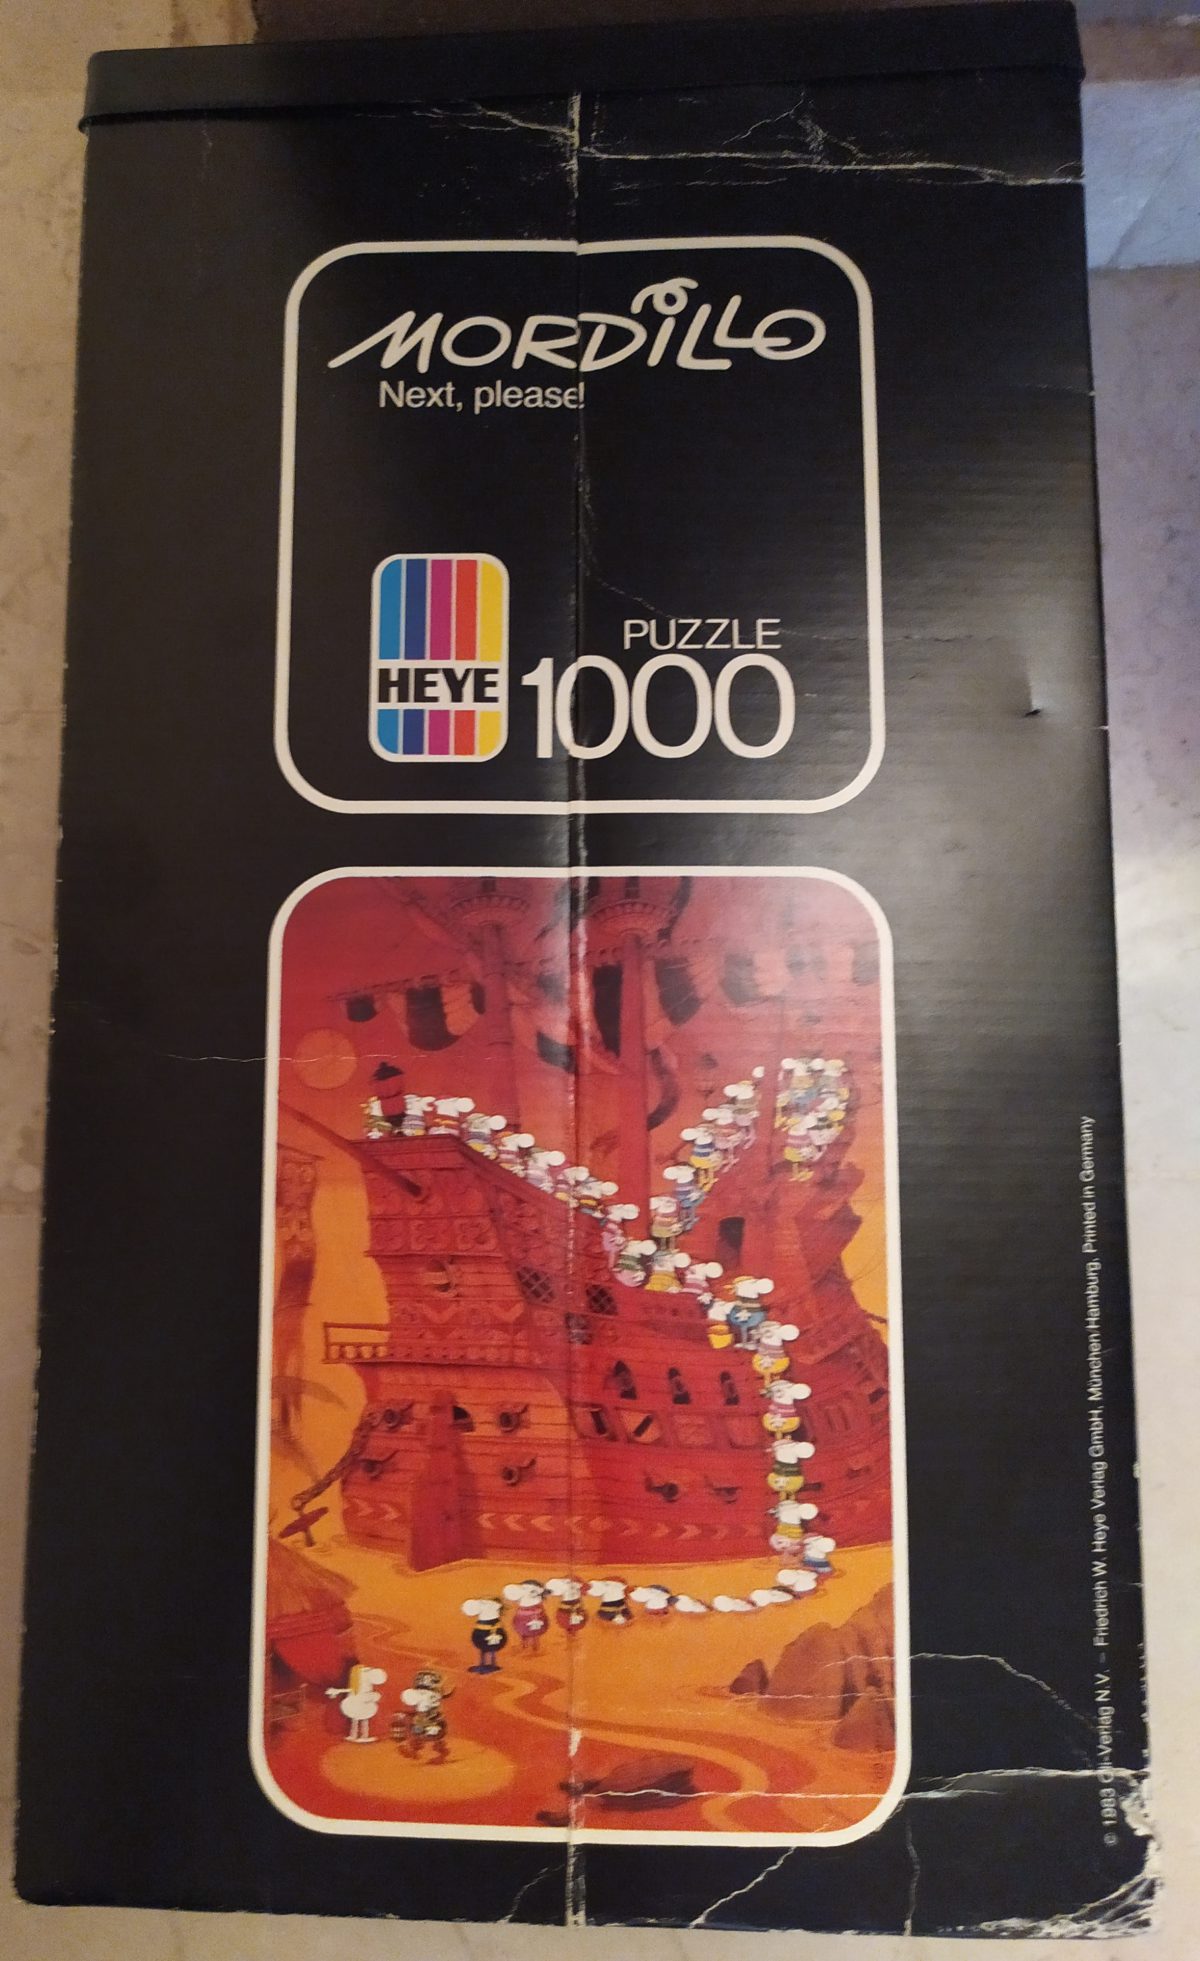 MORDILLO
Next, please!
PUZZLE
HEYE 1000
© 1983 Oli-Verlag N.V. – Friedrich W. Heye Verlag GmbH. München/Hamburg. Printed in Germany